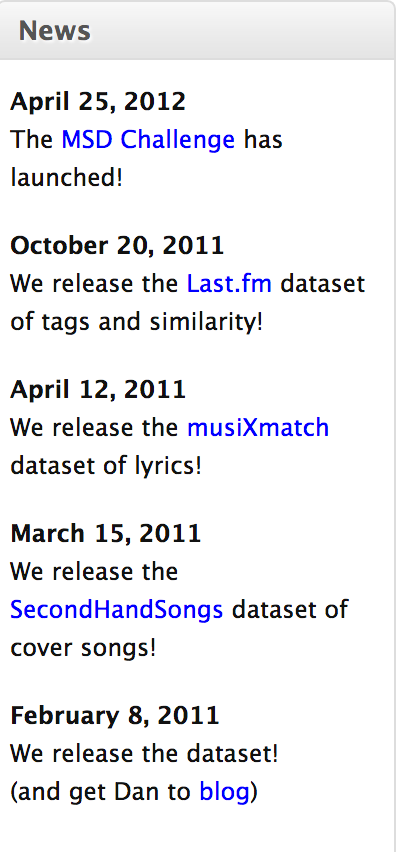 News
April 25, 2012
The MSD Challenge has
launched!
October 20, 2011
We release the Last.fm dataset
of tags and similarity!
April 12, 2011
We release the musiXmatch
dataset of lyrics!
March 15, 2011
We release the
SecondHandSongs dataset of
cover songs!
February 8, 2011
We release the dataset!
(and get Dan to blog)